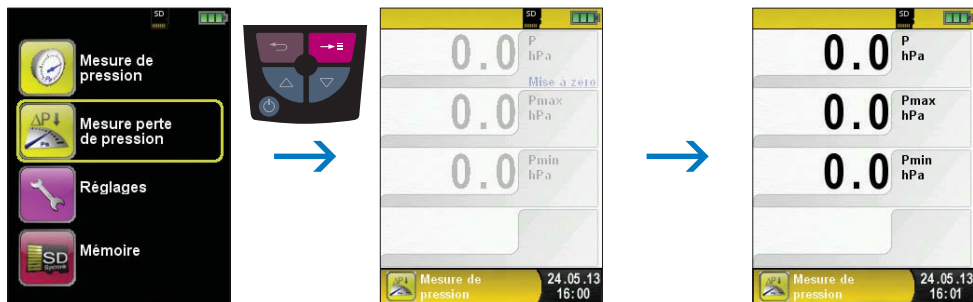 SD
Mesure de
pression
ΔP↓
Mesure perte
de pression
Réglages
SD
Mémoire
SD
0.0 P
hPa
Mise à zéro
0.0 Pmax
hPa
0.0 Pmin
hPa
Mesure de
pression
24.05.13
16:00
SD
0.0 P
hPa
0.0 Pmax
hPa
0.0 Pmin
hPa
Mesure de
pression
24.05.13
16:01